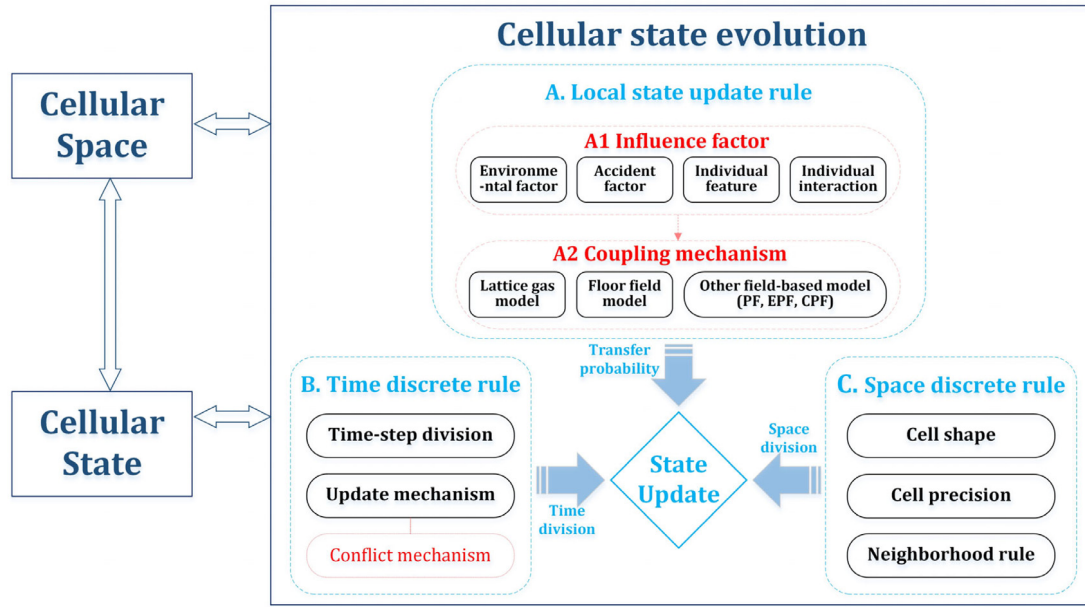 Cellular state evolution
Cellular
Space
Cellular
State
A. Local state update rule
A1 Influence factor
Environme
-ntal factor
Accident
factor
Individual
feature
Individual
interaction
A2 Coupling mechanism
Lattice gas
model
Floor field
model
Other field-based model
(PF, EPF, CPF)
Transfer
probability
B. Time discrete rule
Time-step division
Update mechanism
Conflict mechanism
Time
division
State
Update
Space
division
C. Space discrete rule
Cell shape
Cell precision
Neighborhood rule